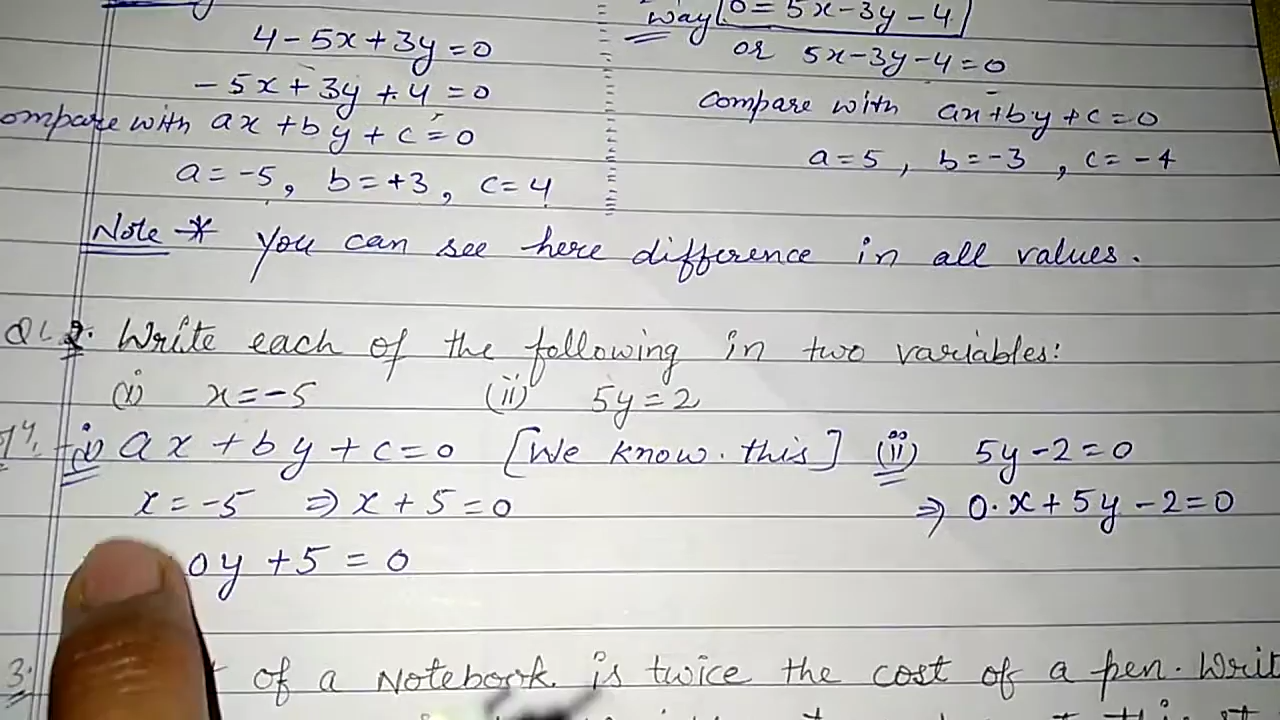 4-5x+3y=0
-5x+3y+4=0
compare with ax+by+c=0
a=-5, b=+3, c=4
way 0=5x-3y-4
or 5x-3y-4=0
compare with ax+by+c=0
a=5, b=-3, c=-4
Note * You can see here difference in all values.
Q 2. Write each of the following in two variables:
(i) x=-5 (ii) 5y=2
(i) ax+by+c=0 [We know this] (ii) 5y-2=0
x=-5 ⇒ x+5=0 ⇒ 0.x+5y-2=0
0y+5=0
3. of a Notebook is twice the cost of a pen. Writ